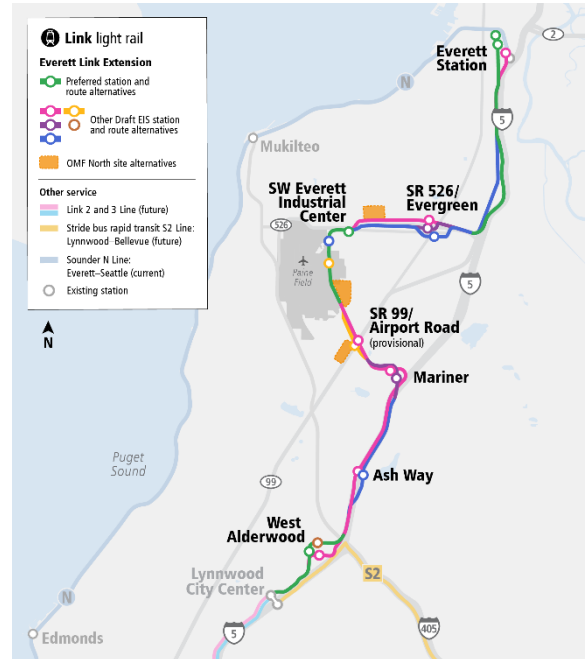 Link light rail
Everett Link Extension
Preferred station and
route alternatives
Other Draft EIS station
and route alternatives
OMF North site alternatives
Other service
Link 2 and 3 Line (future)
Stride bus rapid transit S2 Line:
Lynnwood–Bellevue (future)
Sounder N Line:
Everett–Seattle (current)
Existing station
N
Everett
Station
2
N
5
Mukilteo
SW Everett
Industrial
Center
SR 526/
Evergreen
526
Paine
Field
5
SR 99/
Airport Road
(provisional)
Mariner
Puget
Sound
99
Ash Way
West
Alderwood
Lynnwood
City Center
S2
N
5
405
Edmonds